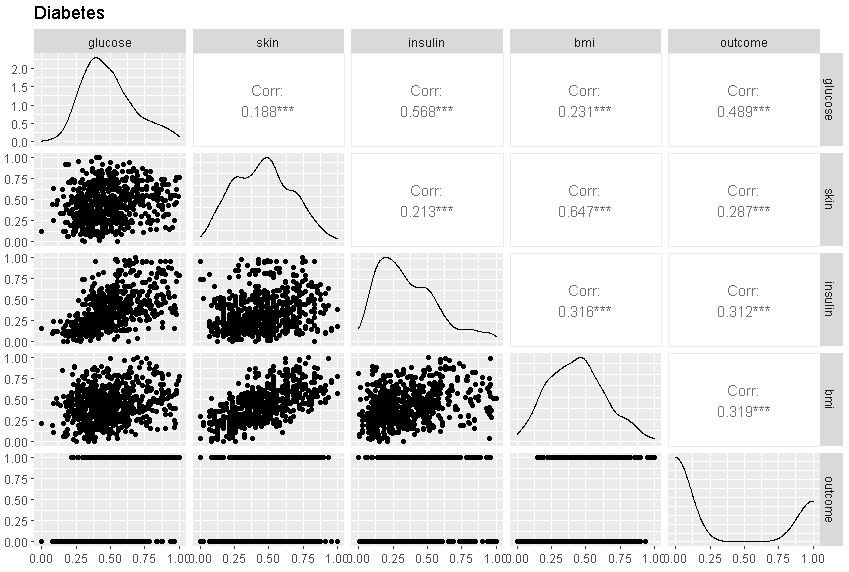 Diabetes
glucose skin insulin bmi outcome
2.0
1.5
1.0
0.5
0.0
Corr:
0.188***
Corr:
0.568***
Corr:
0.231***
Corr:
0.489***
glucose
1.00
0.75
0.50
0.25
0.00
Corr:
0.213***
Corr:
0.647***
Corr:
0.287***
skin
1.00
0.75
0.50
0.25
0.00
Corr:
0.316***
Corr:
0.312***
insulin
1.00
0.75
0.50
0.25
0.00
Corr:
0.319***
bmi
1.00
0.75
0.50
0.25
0.00
outcome
0.00 0.25 0.50 0.75 1.00 0.00 0.25 0.50 0.75 1.00 0.00 0.25 0.50 0.75 1.00 0.00 0.25 0.50 0.75 1.00 0.00 0.25 0.50 0.75 1.00